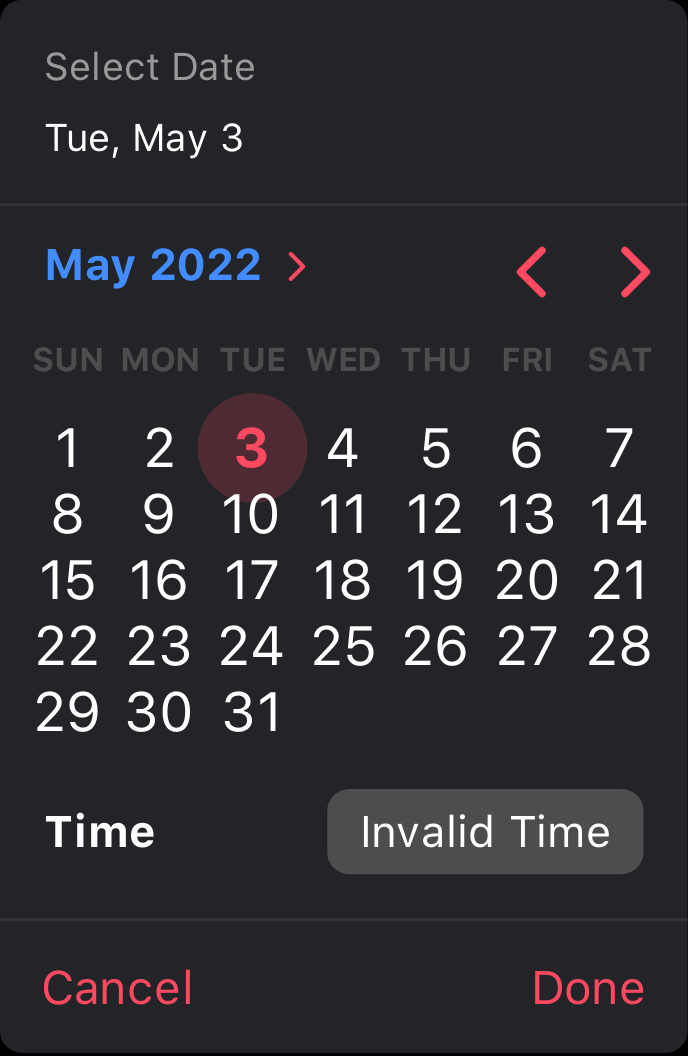 Select Date
Tue, May 3
May 2022
SUN MON TUE WED THU FRI SAT
1 2 3 4 5 6 7
8 9 10 11 12 13 14
15 16 17 18 19 20 21
22 23 24 25 26 27 28
29 30 31
Time Invalid Time
Cancel Done